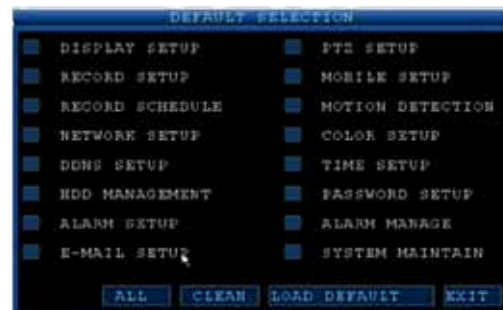 DEFAULT SELECTION
DISPLAY SETUP PTZ SETUP
RECORD SETUP MOBILE SETUP
RECORD SCHEDULE MOTION DETECTION
NETWORK SETUP COLOR SETUP
DDNS SETUP TIME SETUP
HDD MANAGEMENT PASSWORD SETUP
ALARM SETUP ALARM MANAGE
E-MAIL SETUP SYSTEM MAINTAIN
ALL CLEAN LOAD DEFAULT EXIT